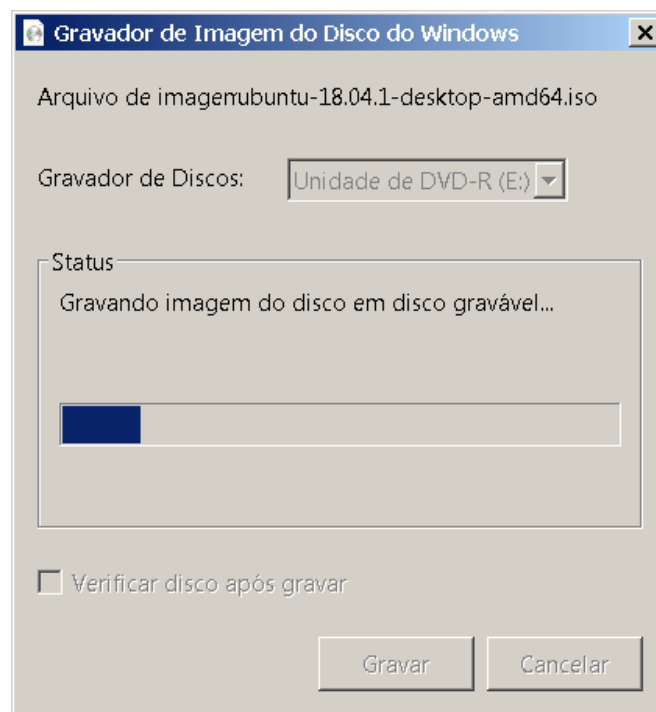 Gravador de Imagem do Disco do Windows
Arquivo de imagem ubuntu-18.04.1-desktop-amd64.iso
Gravador de Discos: Unidade de DVD-R (E:)
Status
Gravando imagem do disco em disco gravável...
Verificar disco após gravar
Gravar Cancelar